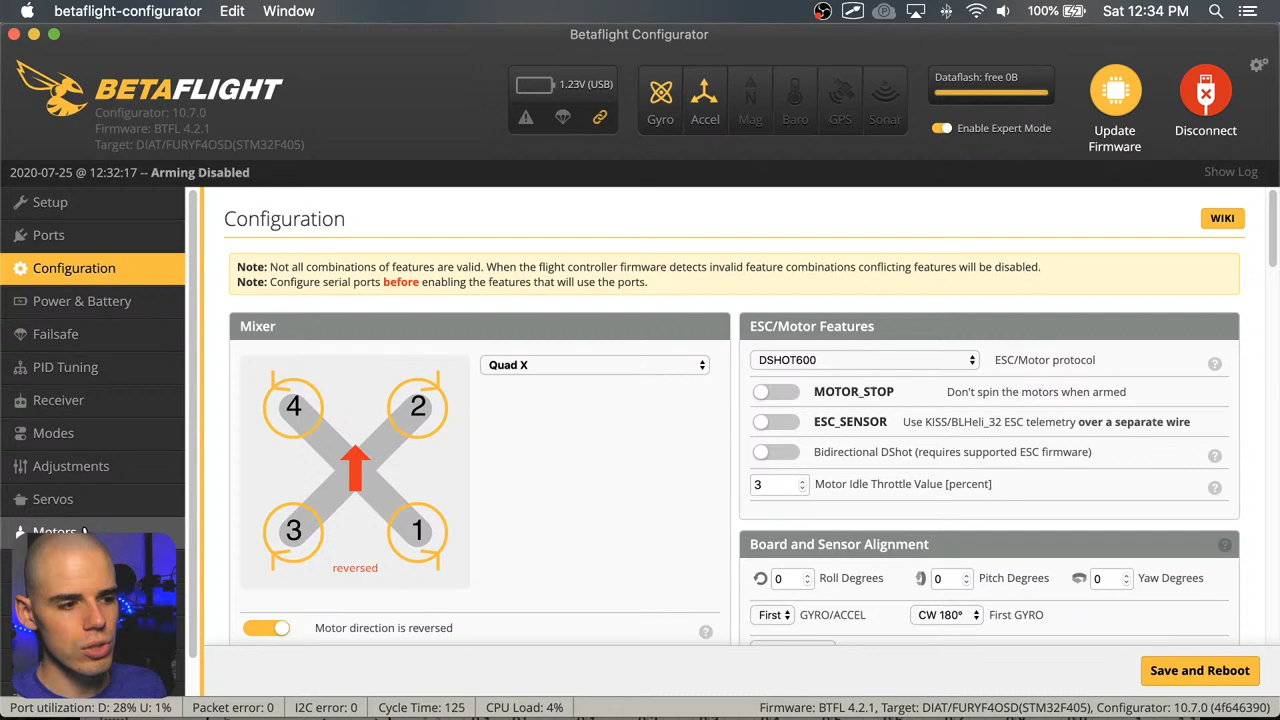 betaflight-configurator Edit Window
100% Sat 12:34 PM
Betaflight Configurator
BETAFLIGHT
Configurator: 10.7.0
Firmware: BTFL 4.2.1
Target: DIAT/FURYF4OSD(STM32F405)
1.23V (USB)
Gyro Accel Mag Baro GPS Sonar
Dataflash: free 0B
Enable Expert Mode
Update Firmware
Disconnect
2020-07-25 @ 12:32:17 -- Arming Disabled
Show Log
Setup
Ports
Configuration
Power & Battery
Failsafe
PID Tuning
Receiver
Modes
Adjustments
Servos
Motors
Configuration
WIKI
Note: Not all combinations of features are valid. When the flight controller firmware detects invalid feature combinations conflicting features will be disabled.
Note: Configure serial ports before enabling the features that will use the ports.
Mixer
Quad X
4 2
3 1
reversed
Motor direction is reversed ?
ESC/Motor Features
DSHOT600 ESC/Motor protocol ?
MOTOR_STOP Don't spin the motors when armed
ESC_SENSOR Use KISS/BLHeli_32 ESC telemetry over a separate wire
Bidirectional DShot (requires supported ESC firmware) ?
3 Motor Idle Throttle Value [percent] ?
Board and Sensor Alignment ?
0 Roll Degrees 0 Pitch Degrees 0 Yaw Degrees
First GYRO/ACCEL CW 180° First GYRO
Save and Reboot
Port utilization: D: 28% U: 1% Packet error: 0 I2C error: 0 Cycle Time: 125 CPU Load: 4% Firmware: BTFL 4.2.1, Target: DIAT/FURYF4OSD(STM32F405), Configurator: 10.7.0 (4f646390)